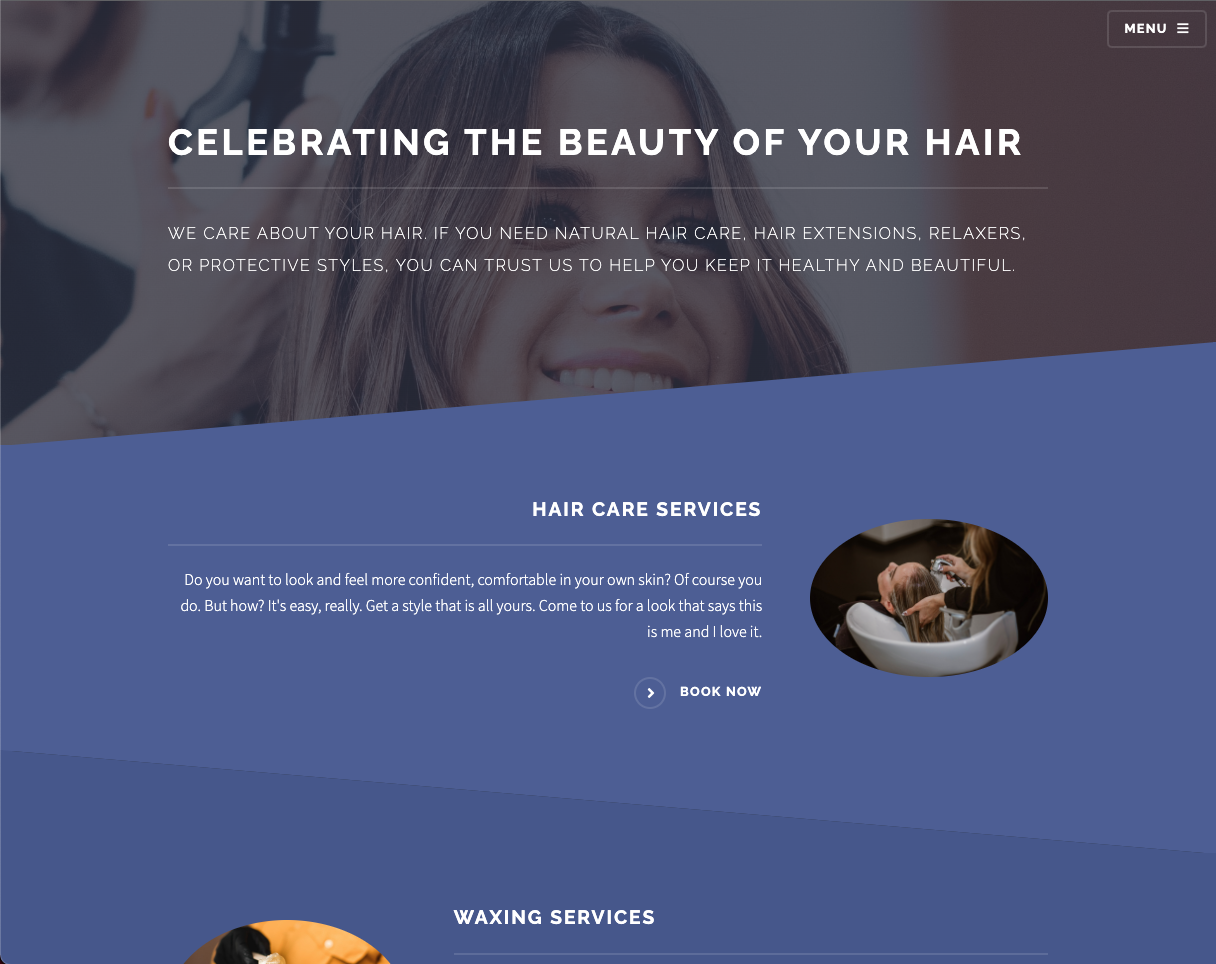 MENU
CELEBRATING THE BEAUTY OF YOUR HAIR
WE CARE ABOUT YOUR HAIR. IF YOU NEED NATURAL HAIR CARE, HAIR EXTENSIONS, RELAXERS,
OR PROTECTIVE STYLES, YOU CAN TRUST US TO HELP YOU KEEP IT HEALTHY AND BEAUTIFUL.
HAIR CARE SERVICES
Do you want to look and feel more confident, comfortable in your own skin? Of course you
do. But how? It's easy, really. Get a style that is all yours. Come to us for a look that says this
is me and I love it.
BOOK NOW
WAXING SERVICES